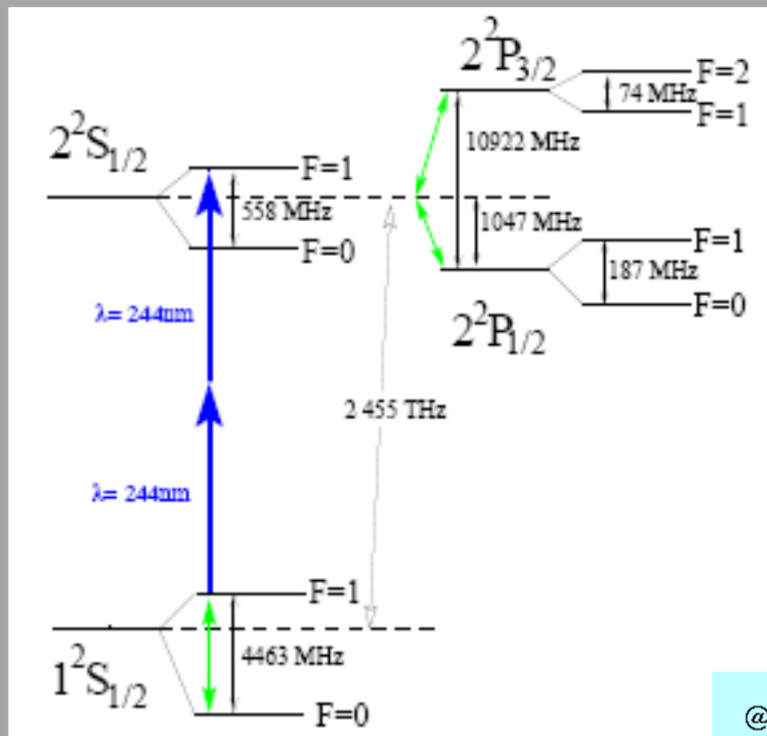 2²P3/2
F=2
74 MHz
F=1
2²S1/2
10922 MHz
F=1
558 MHz
1047 MHz
F=0
F=1
187 MHz
F=0
λ= 244nm
2²P1/2
2 455 THz
λ= 244nm
F=1
4463 MHz
1²S1/2
F=0
@